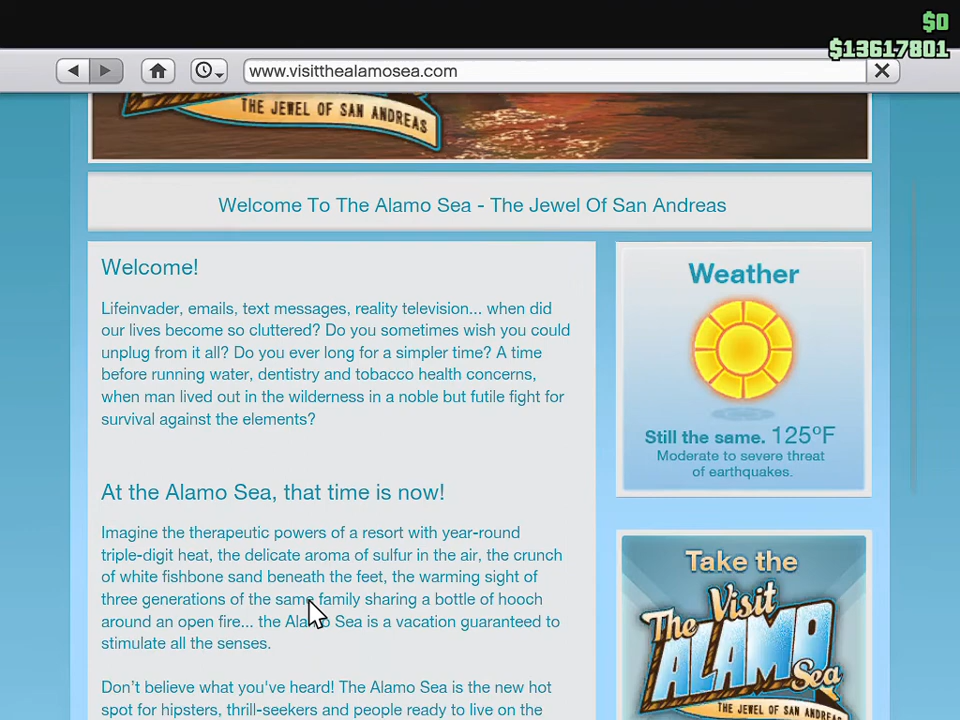 $0
$13617801
www.visitthealamosea.com
THE JEWEL OF SAN ANDREAS
Welcome To The Alamo Sea - The Jewel Of San Andreas
Welcome!
Lifeinvader, emails, text messages, reality television... when did
our lives become so cluttered? Do you sometimes wish you could
unplug from it all? Do you ever long for a simpler time? A time
before running water, dentistry and tobacco health concerns,
when man lived out in the wilderness in a noble but futile fight for
survival against the elements?
At the Alamo Sea, that time is now!
Imagine the therapeutic powers of a resort with year-round
triple-digit heat, the delicate aroma of sulfur in the air, the crunch
of white fishbone sand beneath the feet, the warming sight of
three generations of the same family sharing a bottle of hooch
around an open fire... the Alamo Sea is a vacation guaranteed to
stimulate all the senses.
Don't believe what you've heard! The Alamo Sea is the new hot
spot for hipsters, thrill-seekers and people ready to live on the
Weather
Still the same. 125°F
Moderate to severe threat
of earthquakes.
Take the
Visit
The ALAMO
Sea
THE JEWEL OF SAN ANDREAS